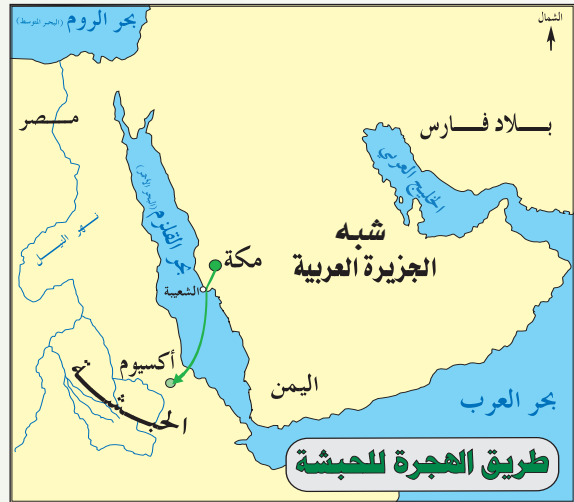 الشمال
بحر الروم (البحر المتوسط)
مصر
بلاد فارس
الخليج العربي
بحر القلزم (البحر الأحمر)
نهر النيل
شبه
الجزيرة العربية
مكة
الشعيبة
أكسيوم
الحبشة
اليمن
بحر العرب
طريق الهجرة للحبشة